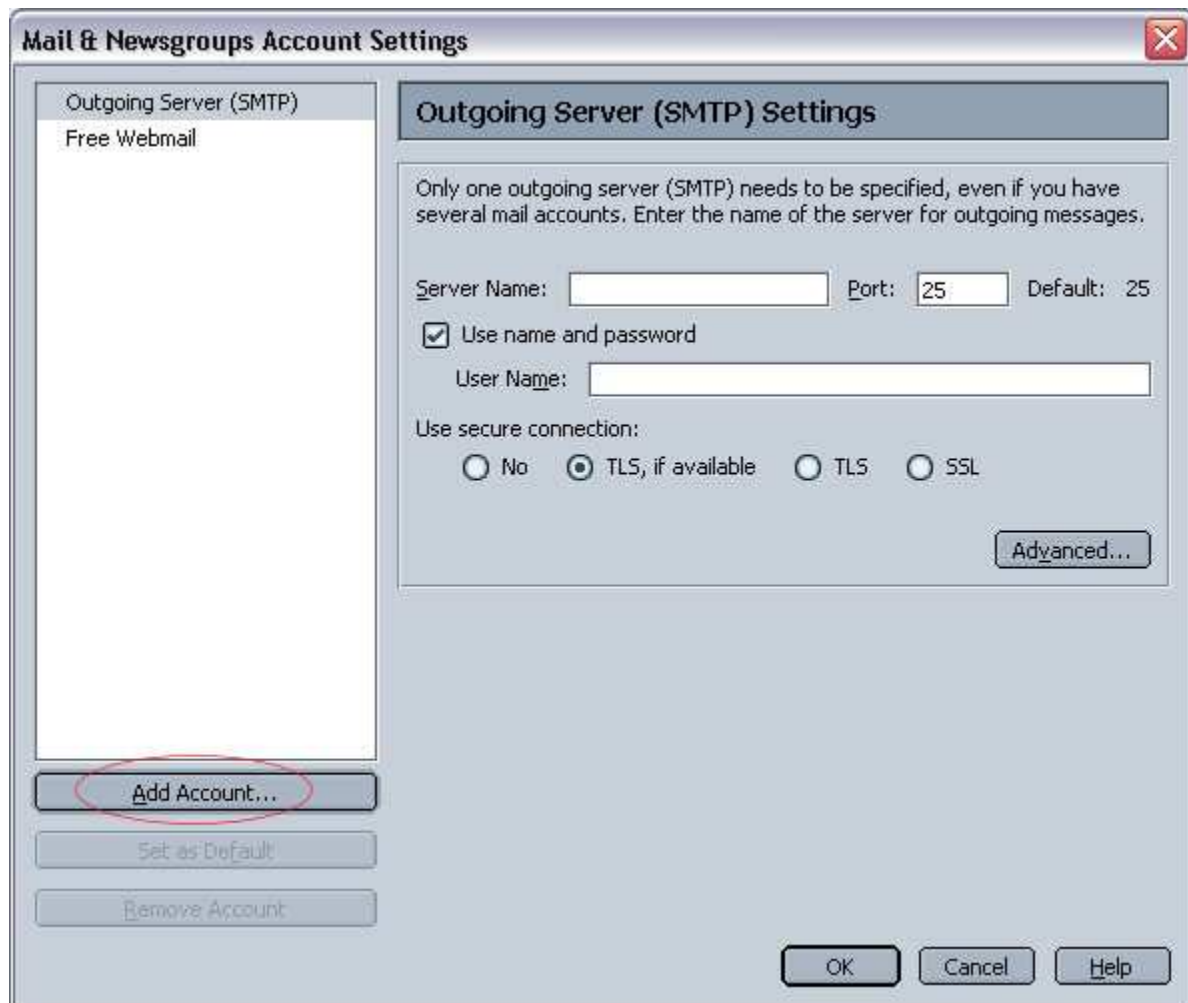 Mail & Newsgroups Account Settings
Outgoing Server (SMTP)
Free Webmail
Outgoing Server (SMTP) Settings
Only one outgoing server (SMTP) needs to be specified, even if you have
several mail accounts. Enter the name of the server for outgoing messages.
Server Name: Port: 25 Default: 25
Use name and password
User Name:
Use secure connection:
No TLS, if available TLS SSL
Advanced...
Add Account...
Set as Default
Remove Account
OK Cancel Help